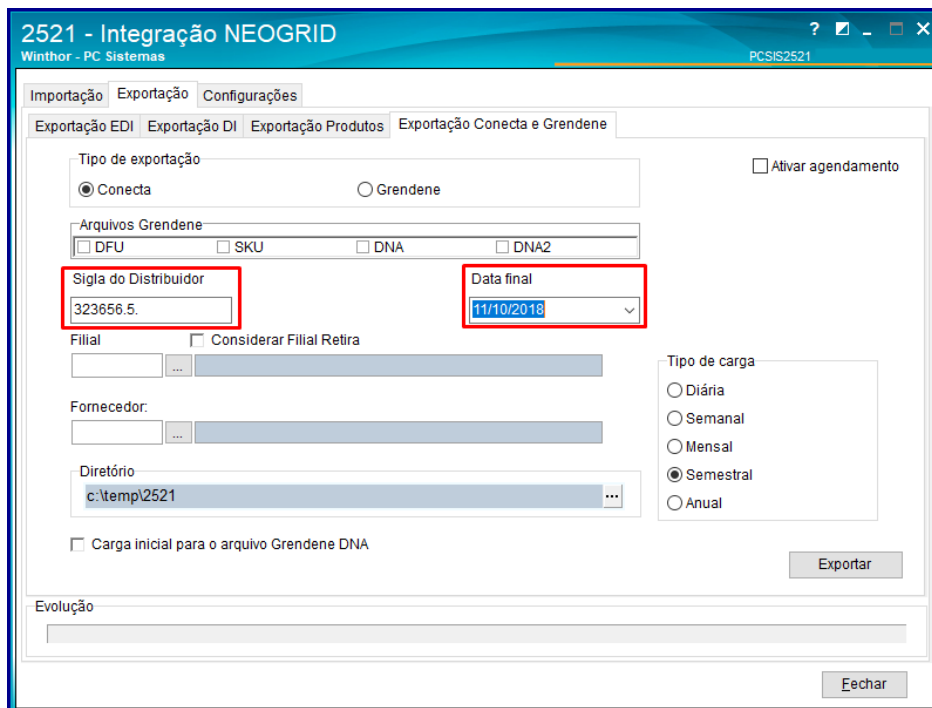 2521 - Integração NEOGRID
Winthor - PC Sistemas
PCSIS2521
Importação Exportação Configurações
Exportação EDI Exportação DI Exportação Produtos Exportação Conecta e Grendene
Tipo de exportação
Ativar agendamento
Conecta Grendene
Arquivos Grendene
DFU SKU DNA DNA2
Sigla do Distribuidor Data final
323656.5. 11/10/2018
Filial Considerar Filial Retira
...
Tipo de carga
Diária
Fornecedor:
Semanal
...
Mensal
Diretório
Semestral
c:\temp\2521 ...
Anual
Carga inicial para o arquivo Grendene DNA
Exportar
Evolução
Fechar